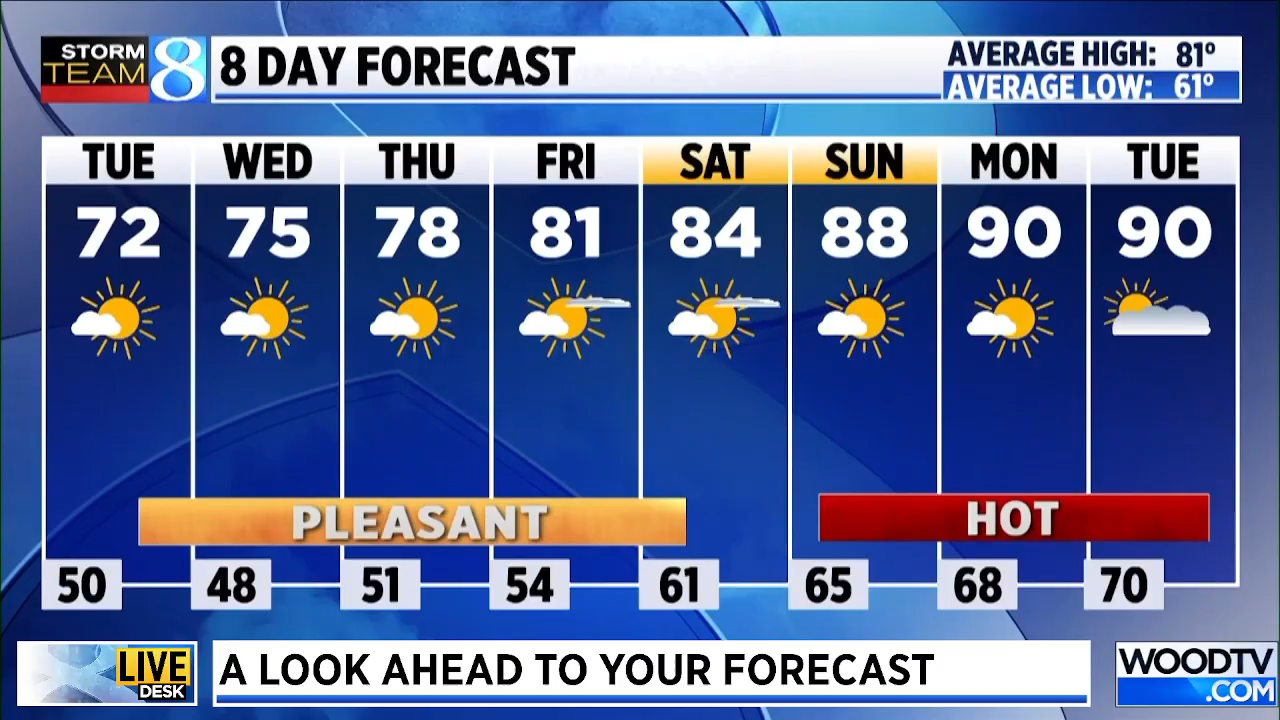 STORM
TEAM 8
8 DAY FORECAST
AVERAGE HIGH: 81º
AVERAGE LOW: 61º
TUE WED THU FRI SAT SUN MON TUE
72 75 78 81 84 88 90 90
PLEASANT HOT
50 48 51 54 61 65 68 70
LIVE
DESK
A LOOK AHEAD TO YOUR FORECAST
WOODTV
.COM